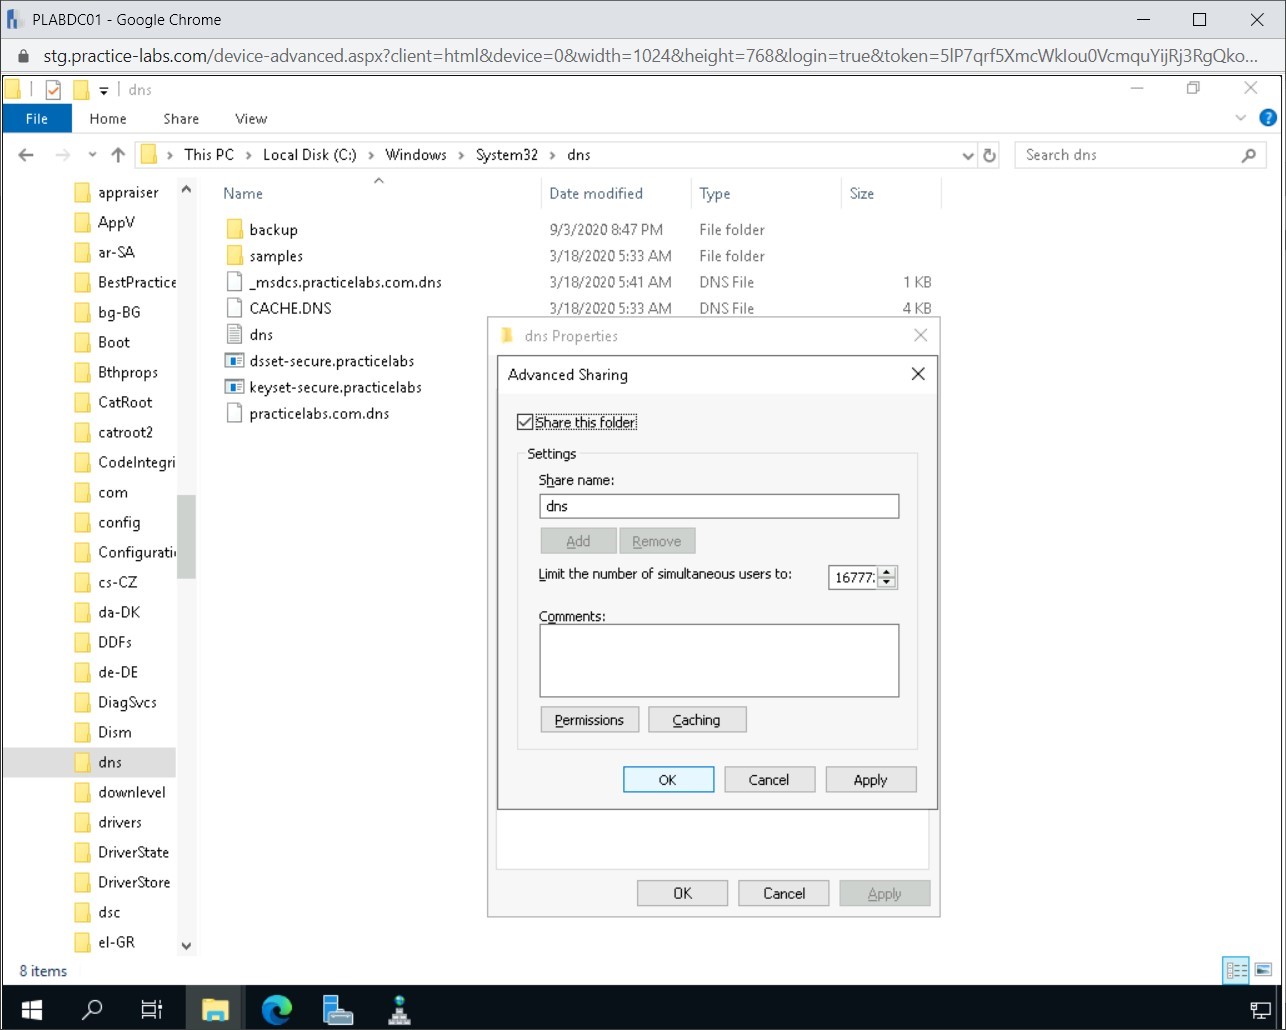 PLABDC01 - Google Chrome
stg.practice-labs.com/device-advanced.aspx?client=html&device=0&width=1024&height=768&login=true&token=5lP7qrf5XmcWkIou0VcmquYijRj3RgQko...
dns
File Home Share View
This PC Local Disk (C:) Windows System32 dns Search dns
Name Date modified Type Size
appraiser
AppV
ar-SA
BestPractice
bg-BG
Boot
Bthprops
CatRoot
catroot2
CodeIntegri
com
config
Configurati
cs-CZ
da-DK
DDFs
de-DE
DiagSvcs
Dism
dns
downlevel
drivers
DriverState
DriverStore
dsc
el-GR
backup 9/3/2020 8:47 PM File folder
samples 3/18/2020 5:33 AM File folder
_msdcs.practicelabs.com.dns 3/18/2020 5:41 AM DNS File 1 KB
CACHE.DNS 3/18/2020 5:33 AM DNS File 4 KB
dns
dsset-secure.practicelabs
keyset-secure.practicelabs
practicelabs.com.dns
dns Properties
Advanced Sharing
Share this folder
Settings
Share name:
dns
Add Remove
Limit the number of simultaneous users to: 16777
Comments:
Permissions Caching
OK Cancel Apply
OK Cancel Apply
8 items